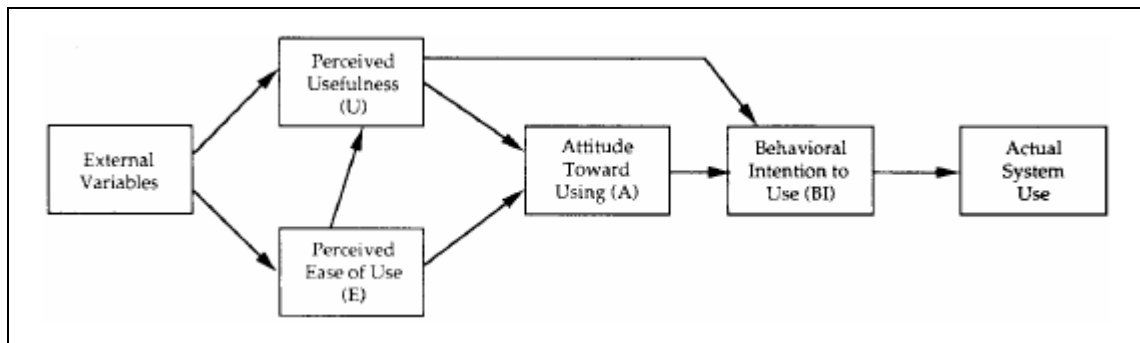 External
Variables
Perceived
Usefulness
(U)
Perceived
Ease of Use
(E)
Attitude
Toward
Using (A)
Behavioral
Intention to
Use (BI)
Actual
System
Use